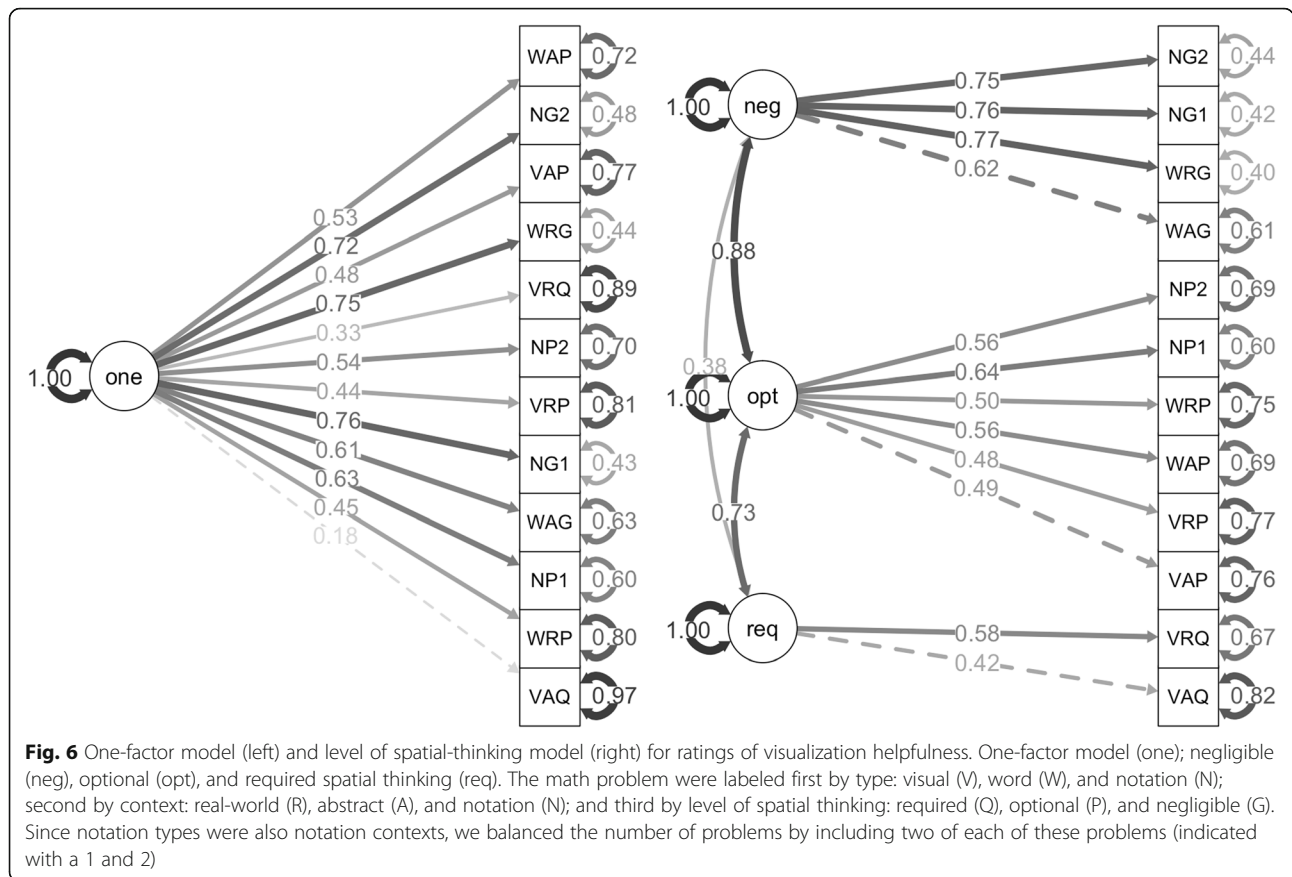 WAP 0.72
NG2 0.48
VAP 0.77
WRG 0.44
VRQ 0.89
NP2 0.70
VRP 0.81
NG1 0.43
WAG 0.63
NP1 0.60
WRP 0.80
VAQ 0.97
1.00 one
0.53
0.72
0.48
0.75
0.33
0.54
0.44
0.76
0.61
0.63
0.45
0.18
1.00 neg
0.88
0.38
1.00 opt
0.73
1.00 req
0.75
0.76
0.77
0.62
0.56
0.64
0.50
0.56
0.48
0.49
0.58
0.42
NG2 0.44
NG1 0.42
WRG 0.40
WAG 0.61
NP2 0.69
NP1 0.60
WRP 0.75
WAP 0.69
VRP 0.77
VAP 0.76
VRQ 0.67
VAQ 0.82
Fig. 6 One-factor model (left) and level of spatial-thinking model (right) for ratings of visualization helpfulness. One-factor model (one); negligible
(neg), optional (opt), and required spatial thinking (req). The math problem were labeled first by type: visual (V), word (W), and notation (N);
second by context: real-world (R), abstract (A), and notation (N); and third by level of spatial thinking: required (Q), optional (P), and negligible (G).
Since notation types were also notation contexts, we balanced the number of problems by including two of each of these problems (indicated
with a 1 and 2)